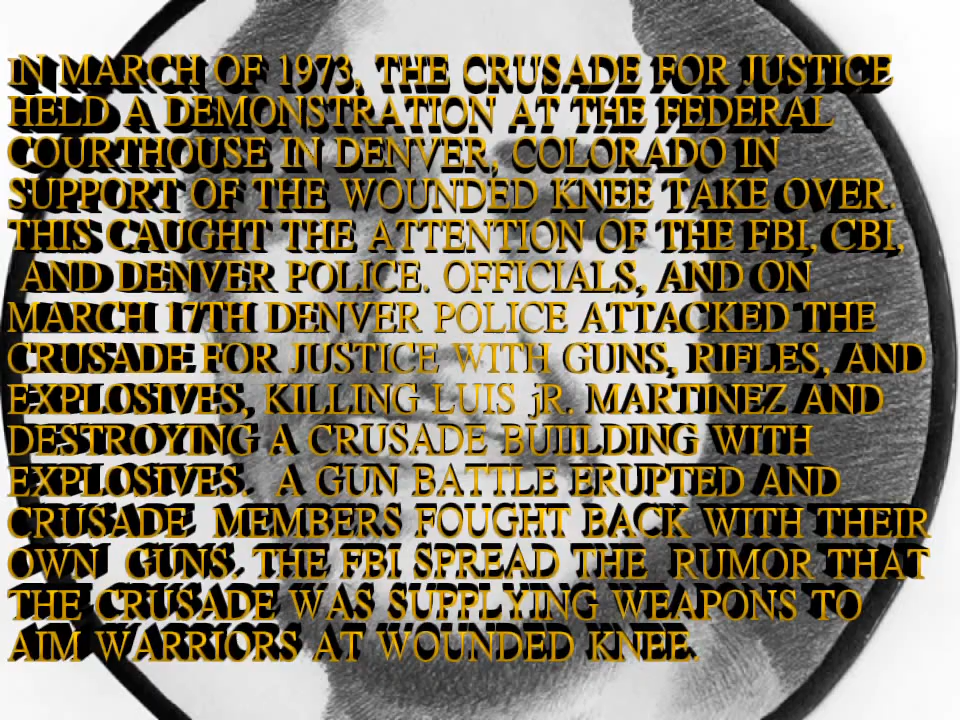 IN MARCH OF 1973, THE CRUSADE FOR JUSTICE
HELD A DEMONSTRATION AT THE FEDERAL
COURTHOUSE IN DENVER, COLORADO IN
SUPPORT OF THE WOUNDED KNEE TAKE OVER.
THIS CAUGHT THE ATTENTION OF THE FBI, CBI,
AND DENVER POLICE. OFFICIALS, AND ON
MARCH 17TH DENVER POLICE ATTACKED THE
CRUSADE FOR JUSTICE WITH GUNS, RIFLES, AND
EXPLOSIVES, KILLING LUIS jR. MARTINEZ AND
DESTROYING A CRUSADE BUIILDING WITH
EXPLOSIVES. A GUN BATTLE ERUPTED AND
CRUSADE MEMBERS FOUGHT BACK WITH THEIR
OWN GUNS. THE FBI SPREAD THE RUMOR THAT
THE CRUSADE WAS SUPPLYING WEAPONS TO
AIM WARRIORS AT WOUNDED KNEE.